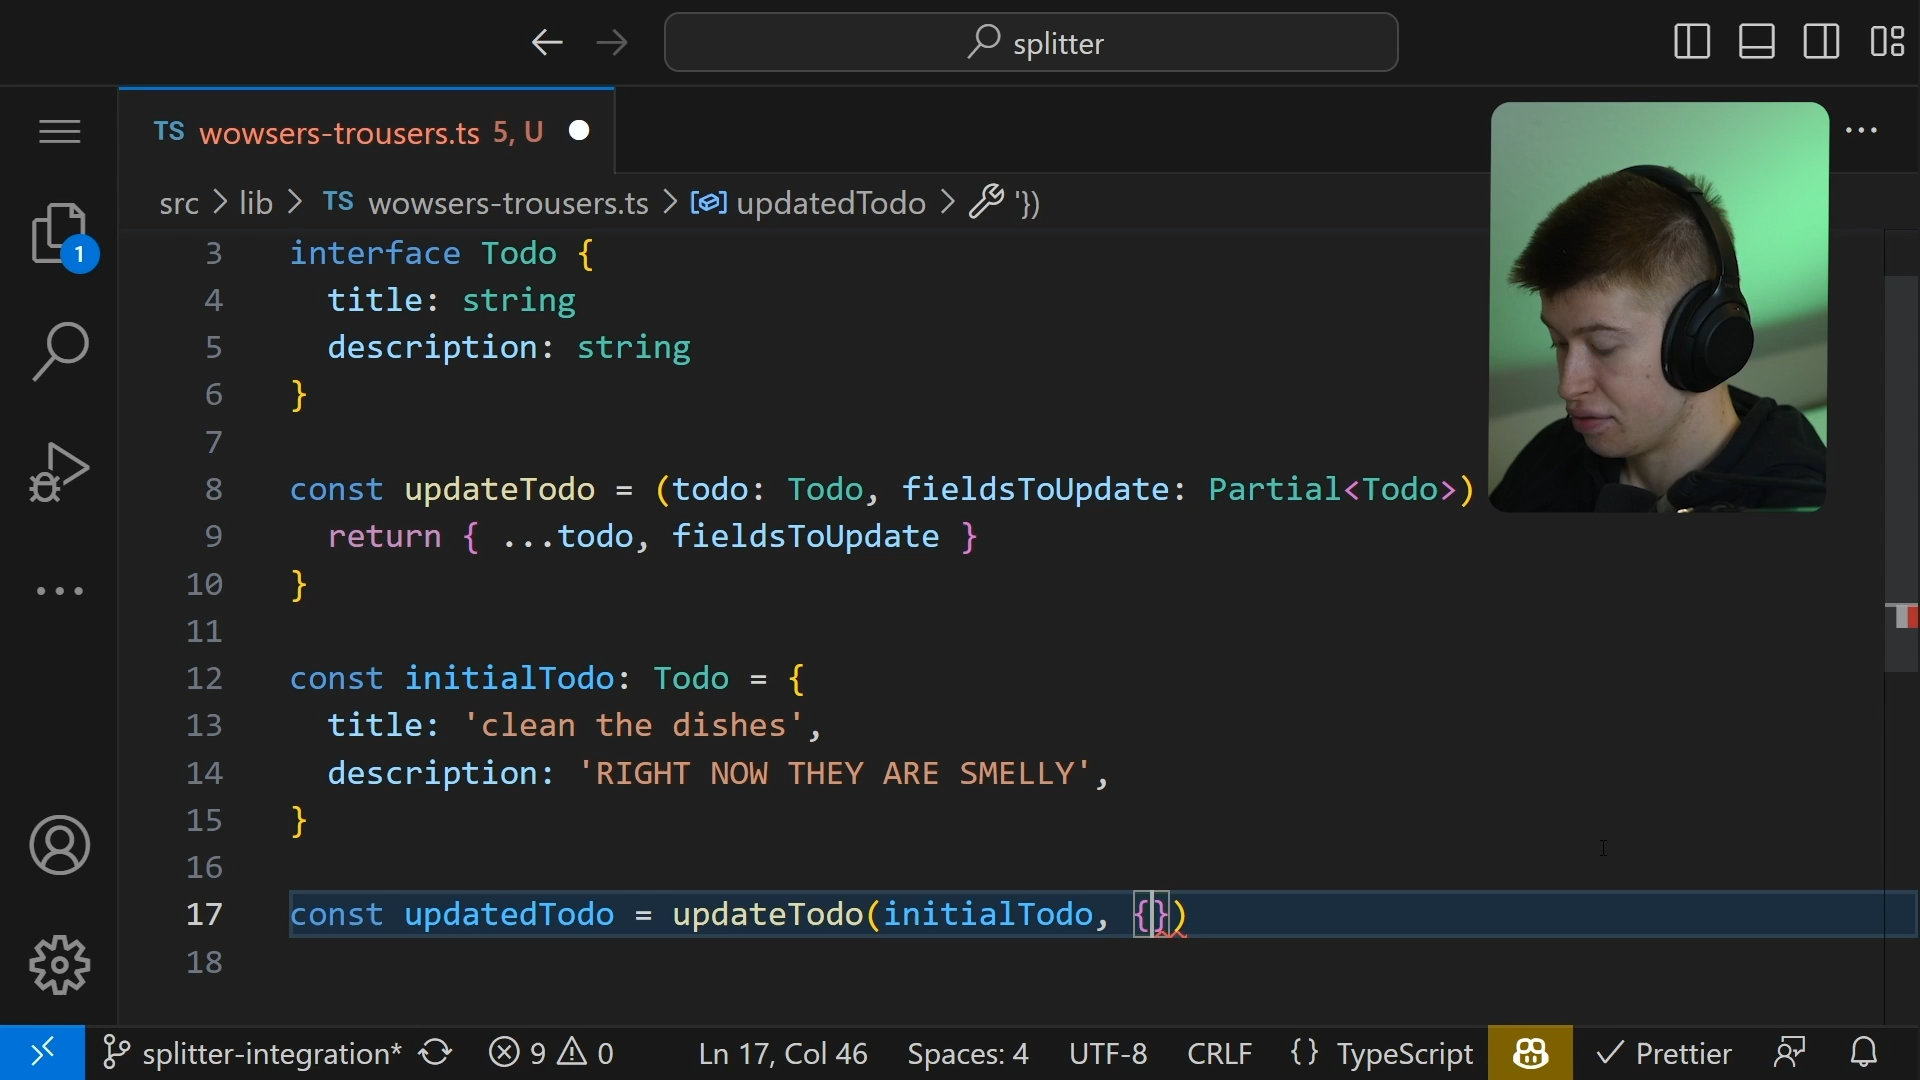 splitter
TS wowsers-trousers.ts 5, U
src > lib > TS wowsers-trousers.ts > updatedTodo > '})
1
3 interface Todo {
4 title: string
5 description: string
6 }
7
8 const updateTodo = (todo: Todo, fieldsToUpdate: Partial<Todo>)
9 return { ...todo, fieldsToUpdate }
10 }
11
12 const initialTodo: Todo = {
13 title: 'clean the dishes',
14 description: 'RIGHT NOW THEY ARE SMELLY',
15 }
16
17 const updatedTodo = updateTodo(initialTodo, {})
18
splitter-integration* 9 0 Ln 17, Col 46 Spaces: 4 UTF-8 CRLF {} TypeScript Prettier